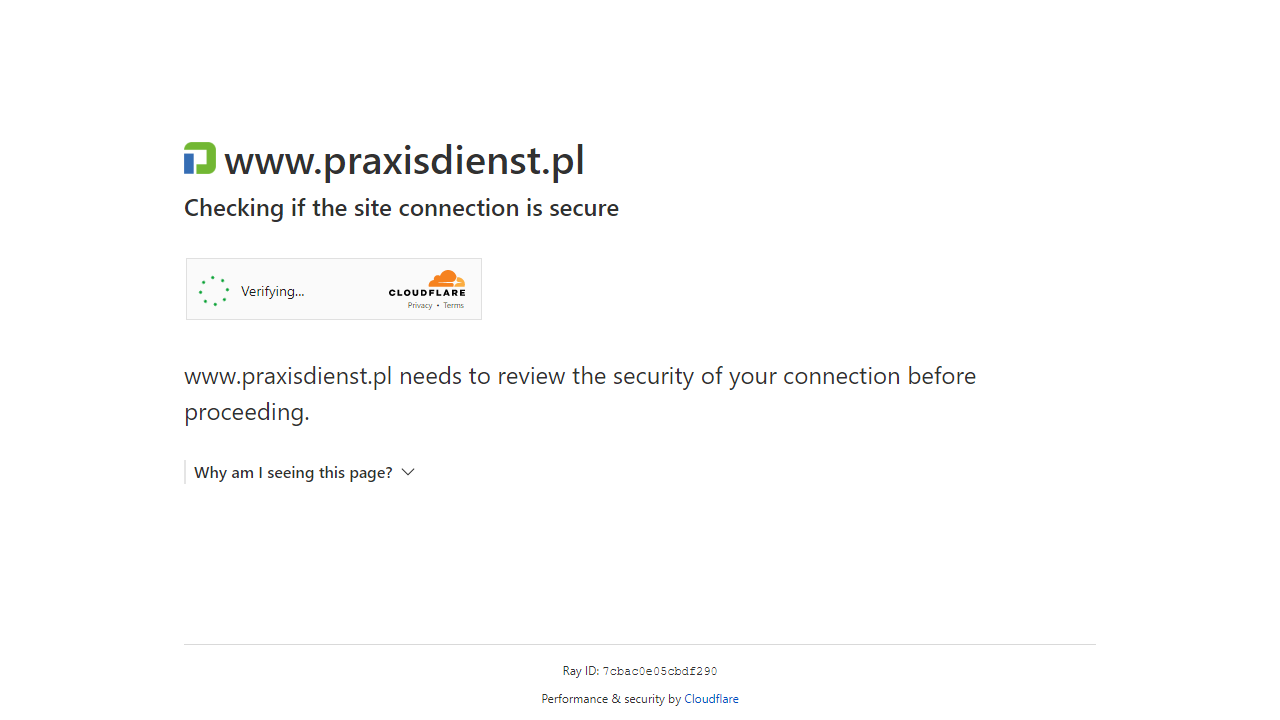 www.praxisdienst.pl
Checking if the site connection is secure
Verifying...
CLOUDFLARE
Privacy • Terms
www.praxisdienst.pl needs to review the security of your connection before
proceeding.
Why am I seeing this page?
Ray ID: 7cbac0e05cbdf290
Performance & security by Cloudflare